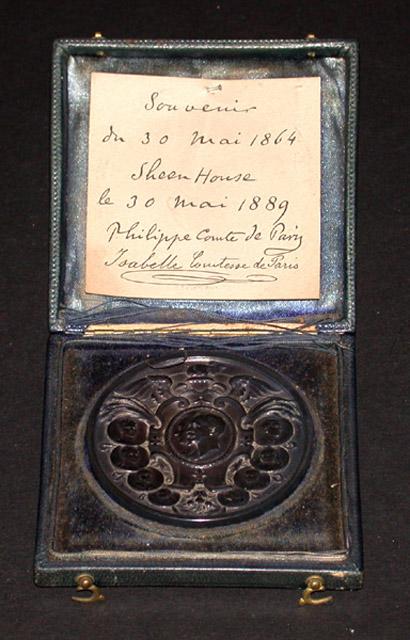 Souvenir
du 30 Mai 1864
Sheen House
le 30 Mai 1889
Philippe Comte de Paris
Isabelle Comtesse de Paris